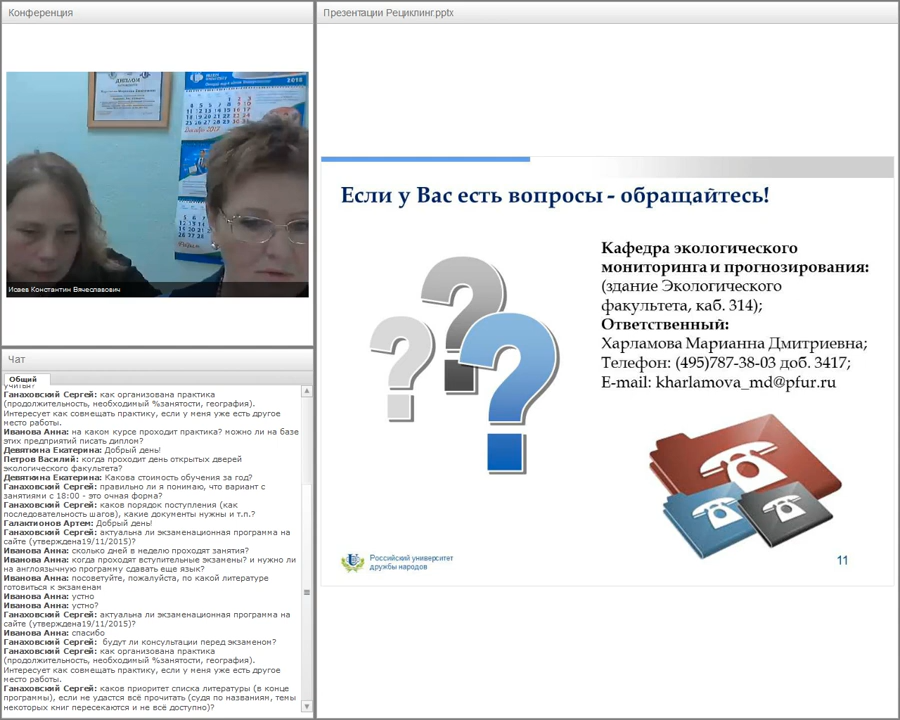 Конференция
ДИПЛОМ
2018
Декабрь 2018
Исаев Константин Вячеславович
Чат
Общий
учития?
Ганаховский Сергей: как организована практика
(продолжительность, необходимый %занятости, география).
Интересует как совмещать практику, если у меня уже есть другое
место работы.
Иванова Анна: на каком курсе проходит практика? можно ли на базе
этих предприятий писать диплом?
Девяткина Екатерина: Добрый день!
Петров Василий: когда проходит день открытых дверей
экологического факультета?
Девяткина Екатерина: Какова стоимость обучения за год?
Ганаховский Сергей: правильно ли я понимаю, что вариант с
занятиями с 18:00 - это очная форма?
Ганаховский Сергей: каков порядок поступления (как
последовательность шагов), какие документы нужны и т.п.?
Галактионов Артем: Добрый день!
Ганаховский Сергей: актуальна ли экзаменационная программа на
сайте (утверждена19/11/2015)?
Иванова Анна: сколько дней в неделю проходят занятия?
Иванова Анна: когда проходят вступительные экзамены? и нужно ли
на англоязычную программу сдавать еще язык?
Иванова Анна: посоветуйте, пожалуйста, по какой литературе
готовиться к экзаменам
Иванова Анна: устно
Иванова Анна: устно?
Ганаховский Сергей: актуальна ли экзаменационная программа на
сайте (утверждена19/11/2015)?
Иванова Анна: спасибо
Ганаховский Сергей: будут ли консультации перед экзаменом?
Ганаховский Сергей: как организована практика
(продолжительность, необходимый %занятости, география).
Интересует как совмещать практику, если у меня уже есть другое
место работы.
Ганаховский Сергей: каков приоритет списка литературы (в конце
программы), если не удастся всё прочитать (судя по названиям, темы
некоторых книг пересекаются и не всё доступно)?
Презентации Рециклинг.pptx
Если у Вас есть вопросы - обращайтесь!
Кафедра экологического
мониторинга и прогнозирования:
(здание Экологического
факультета, каб. 314);
Ответственный:
Харламова Марианна Дмитриевна;
Телефон: (495)787-38-03 доб. 3417;
E-mail: kharlamova_md@pfur.ru
Российский университет
дружбы народов
11